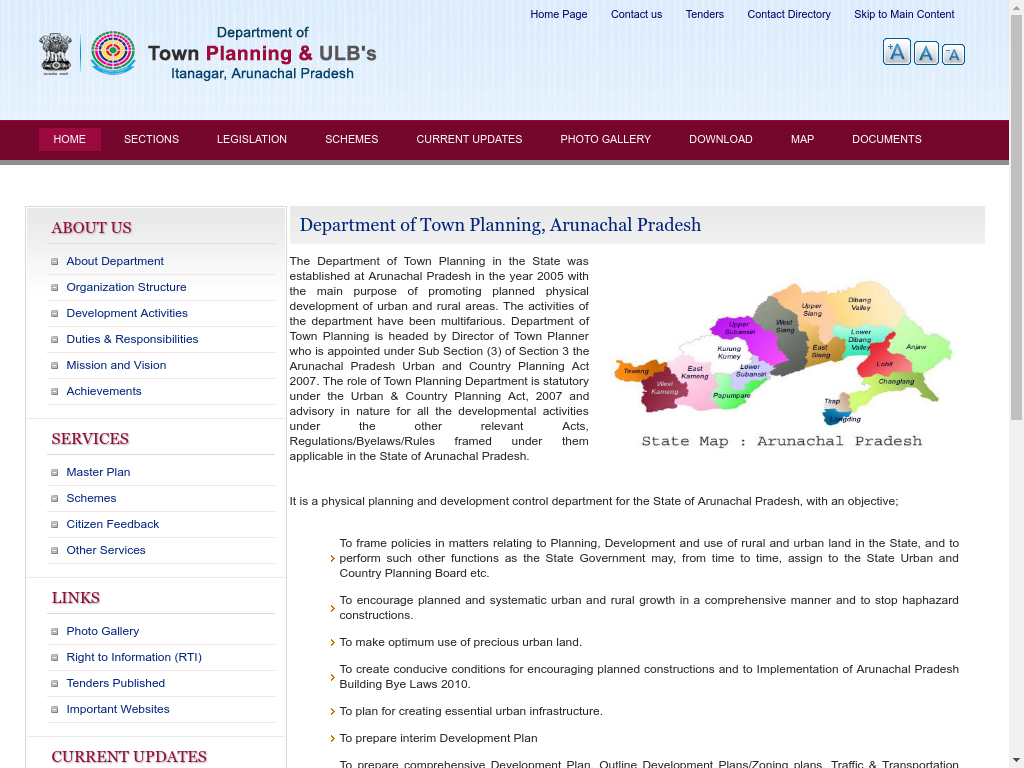 Home Page Contact us Tenders Contact Directory Skip to Main Content
Department of
Town Planning & ULB's
Itanagar, Arunachal Pradesh
+A A -A
HOME SECTIONS LEGISLATION SCHEMES CURRENT UPDATES PHOTO GALLERY DOWNLOAD MAP DOCUMENTS
ABOUT US
About Department
Organization Structure
Development Activities
Duties & Responsibilities
Mission and Vision
Achievements
SERVICES
Master Plan
Schemes
Citizen Feedback
Other Services
LINKS
Photo Gallery
Right to Information (RTI)
Tenders Published
Important Websites
CURRENT UPDATES
Department of Town Planning, Arunachal Pradesh
The Department of Town Planning in the State was
established at Arunachal Pradesh in the year 2005 with
the main purpose of promoting planned physical
development of urban and rural areas. The activities of
the department have been multifarious. Department of
Town Planning is headed by Director of Town Planner
who is appointed under Sub Section (3) of Section 3 the
Arunachal Pradesh Urban and Country Planning Act
2007. The role of Town Planning Department is statutory
under the Urban & Country Planning Act, 2007 and
advisory in nature for all the developmental activities
under the other relevant Acts,
Regulations/Byelaws/Rules framed under them
applicable in the State of Arunachal Pradesh.
Dibang
Valley
Upper
Siang
West
Siang
Upper
Subansiri
Lower
Dibang
Valley
Anjaw
Kurung
Kumey
East
Siang
Lohit
Lower
Subansiri
East
Kameng
Taweng
Changlang
West
Kameng
Papumpare
Tirap
Longding
State Map : Arunachal Pradesh
It is a physical planning and development control department for the State of Arunachal Pradesh, with an objective;
To frame policies in matters relating to Planning, Development and use of rural and urban land in the State, and to
perform such other functions as the State Government may, from time to time, assign to the State Urban and
Country Planning Board etc.
To encourage planned and systematic urban and rural growth in a comprehensive manner and to stop haphazard
constructions.
To make optimum use of precious urban land.
To create conducive conditions for encouraging planned constructions and to Implementation of Arunachal Pradesh
Building Bye Laws 2010.
To plan for creating essential urban infrastructure.
To prepare interim Development Plan
To prepare comprehensive Development Plan, Outline Development Plans/Zoning plans, Traffic & Transportation